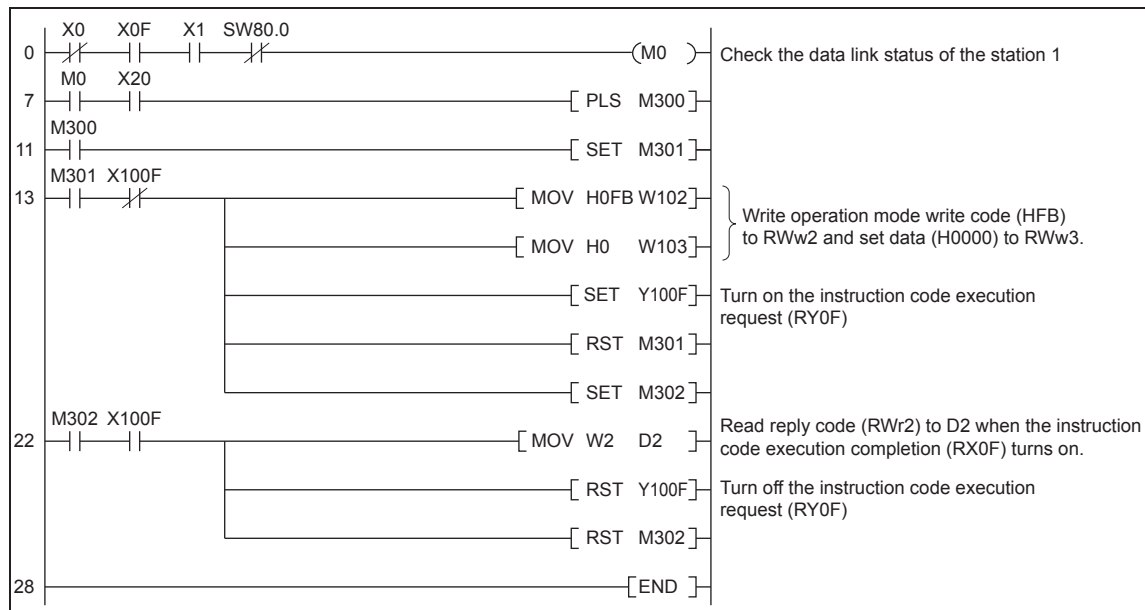 X0 X0F X1 SW80.0
0 M0 Check the data link status of the station 1
M0 X20
7 PLS M300
M300
11 SET M301
M301 X100F
13 MOV H0FB W102
Write operation mode write code (HFB)
to RWw2 and set data (H0000) to RWw3.
MOV H0 W103
SET Y100F Turn on the instruction code execution
request (RY0F)
RST M301
SET M302
M302 X100F
22 MOV W2 D2 Read reply code (RWr2) to D2 when the instruction
code execution completion (RX0F) turns on.
RST Y100F Turn off the instruction code execution
request (RY0F)
RST M302
28 END